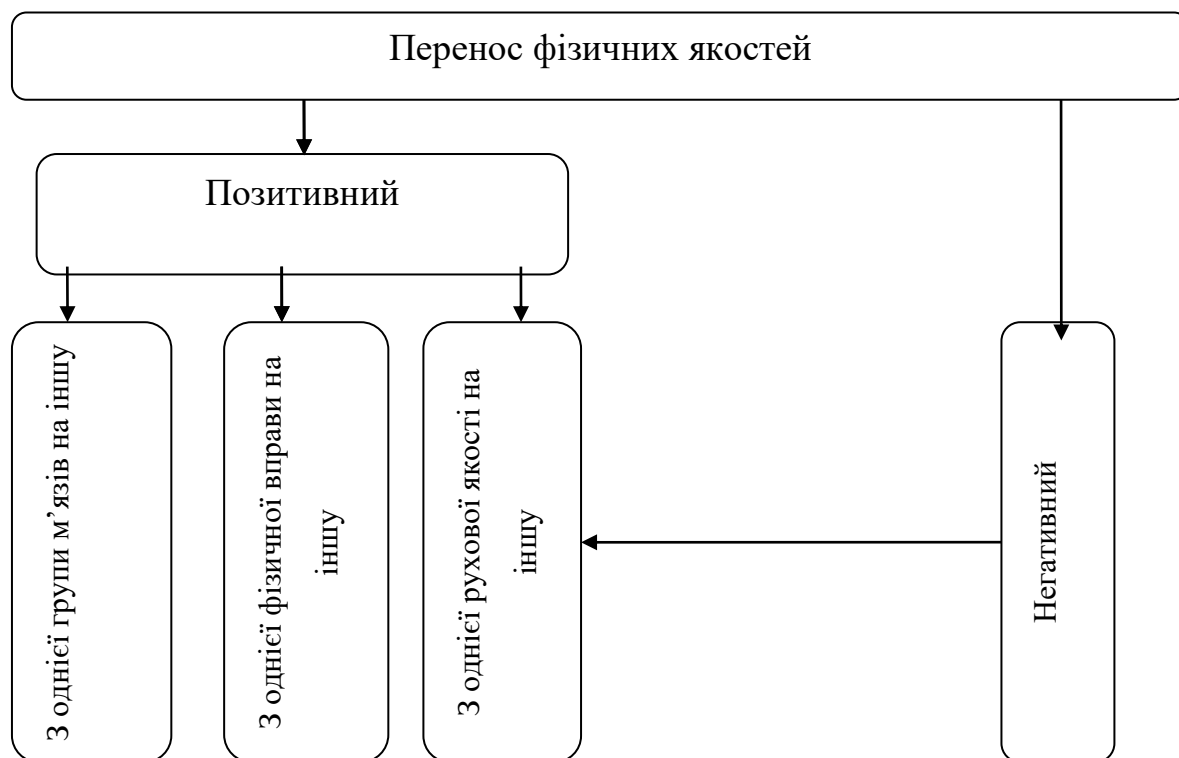 Перенос фізичних якостей
Позитивний
З однієї групи м’язів на іншу
З однієї фізичної вправи на
іншу
З однієї рухової якості на
іншу
Негативний